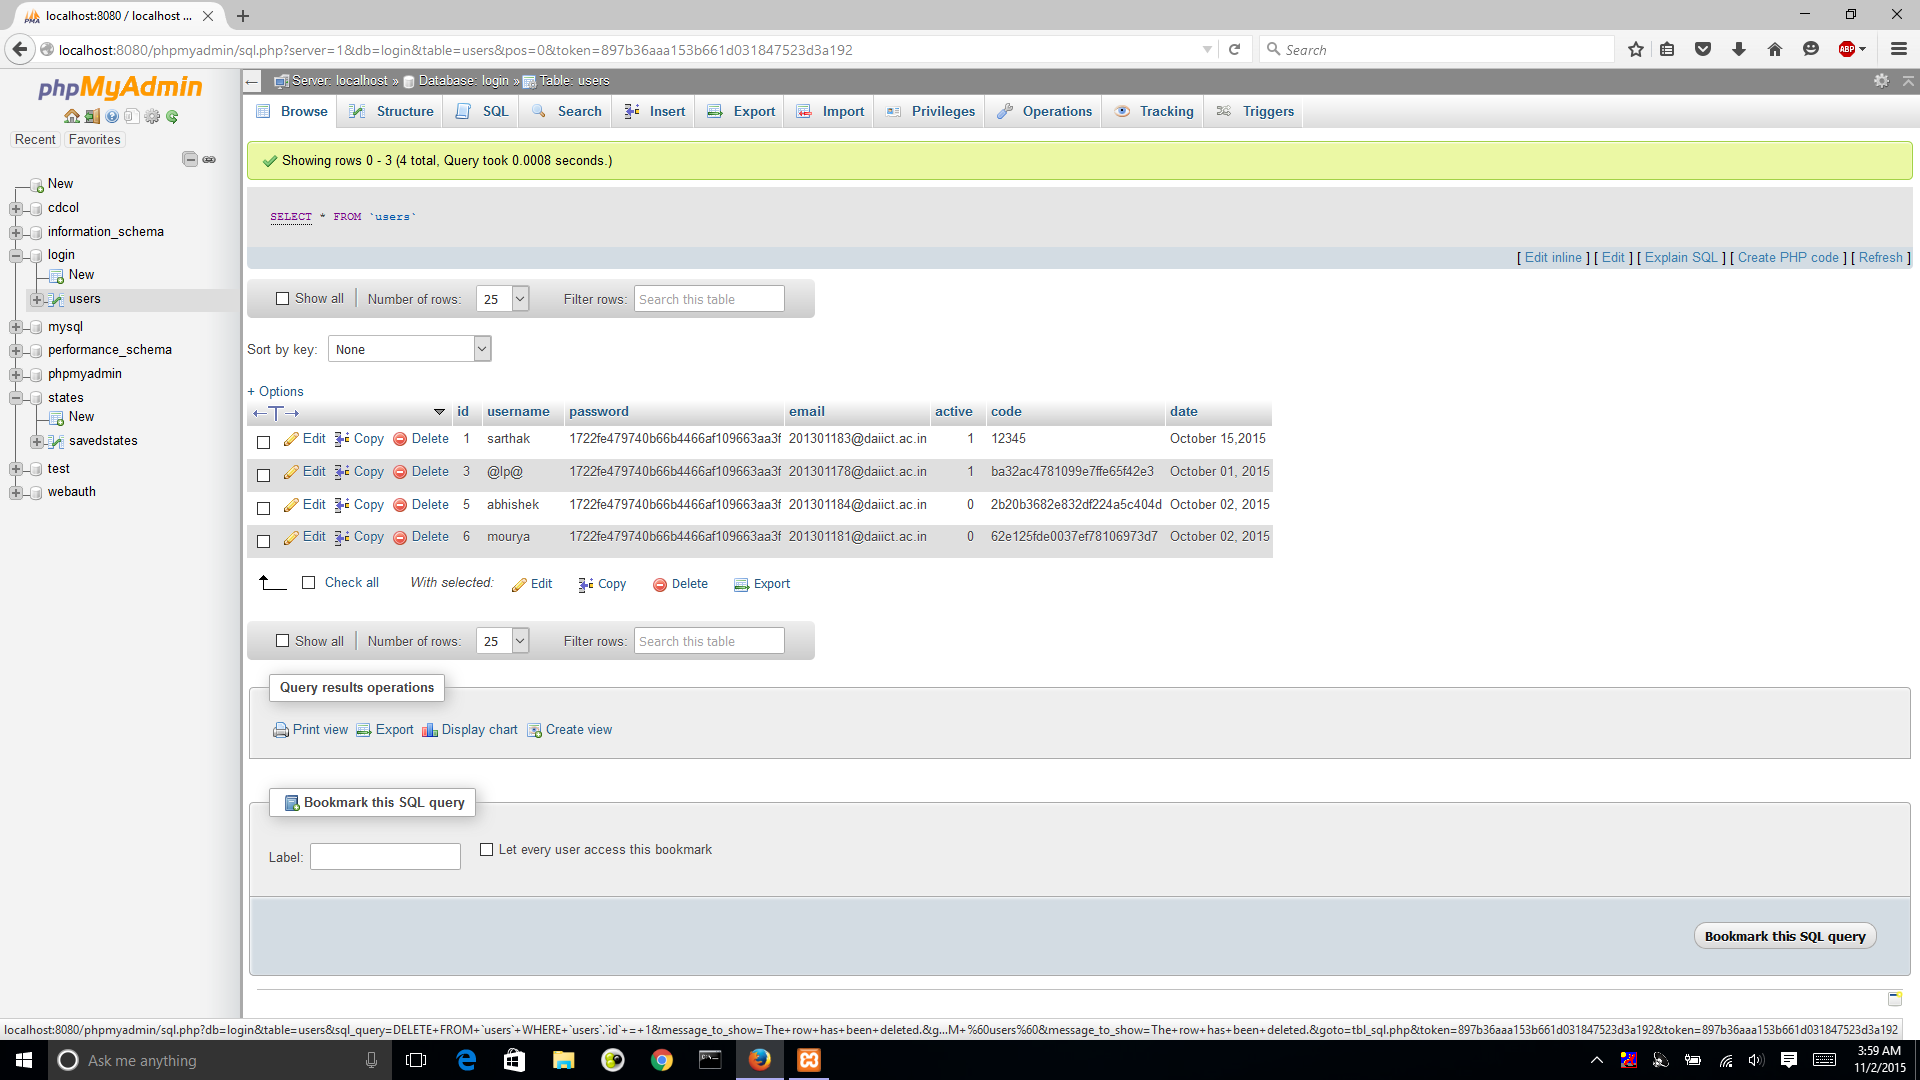 localhost:8080 / localhost ...
localhost:8080/phpmyadmin/sql.php?server=1&db=login&table=users&pos=0&token=897b36aaa153b661d031847523d3a192
Search
ABP
phpMyAdmin
Recent Favorites
New
cdcol
information_schema
login
New
users
mysql
performance_schema
phpmyadmin
states
New
savedstates
test
webauth
Server: localhost » Database: login » Table: users
Browse Structure SQL Search Insert Export Import Privileges Operations Tracking Triggers
Showing rows 0 - 3 (4 total, Query took 0.0008 seconds.)
SELECT * FROM `users`
[ Edit inline ] [ Edit ] [ Explain SQL ] [ Create PHP code ] [ Refresh ]
Show all Number of rows: 25 Filter rows: Search this table
Sort by key: None
+ Options
←T→ id username password email active code date
Edit Copy Delete 1 sarthak 1722fe479740b66b4466af109663aa3f 201301183@daiict.ac.in 1 12345 October 15,2015
Edit Copy Delete 3 @lp@ 1722fe479740b66b4466af109663aa3f 201301178@daiict.ac.in 1 ba32ac4781099e7ffe65f42e3 October 01, 2015
Edit Copy Delete 5 abhishek 1722fe479740b66b4466af109663aa3f 201301184@daiict.ac.in 0 2b20b3682e832df224a5c404d October 02, 2015
Edit Copy Delete 6 mourya 1722fe479740b66b4466af109663aa3f 201301181@daiict.ac.in 0 62e125fde0037ef78106973d7 October 02, 2015
Check all With selected: Edit Copy Delete Export
Show all Number of rows: 25 Filter rows: Search this table
Query results operations
Print view Export Display chart Create view
Bookmark this SQL query
Label: Let every user access this bookmark
Bookmark this SQL query
localhost:8080/phpmyadmin/sql.php?db=login&table=users&sql_query=DELETE+FROM+`users`+WHERE+`users`.`id`+=+1&message_to_show=The+row+has+been+deleted.&g...M+%60users%60&message_to_show=The+row+has+been+deleted.&goto=tbl_sql.php&token=897b36aaa153b661d031847523d3a192&token=897b36aaa153b661d031847523d3a192
Ask me anything
3:59 AM
11/2/2015